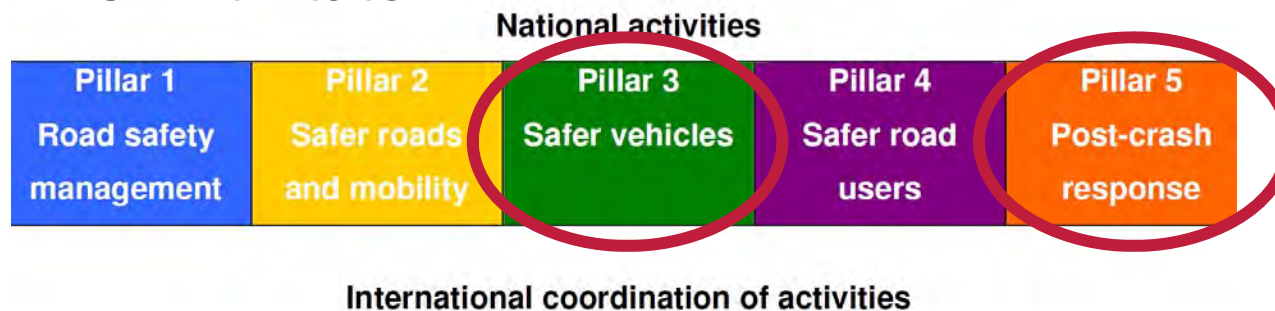 National activities
Pillar 1
Road safety
management
Pillar 2
Safer roads
and mobility
Pillar 3
Safer vehicles
Pillar 4
Safer road
users
Pillar 5
Post-crash
response
International coordination of activities